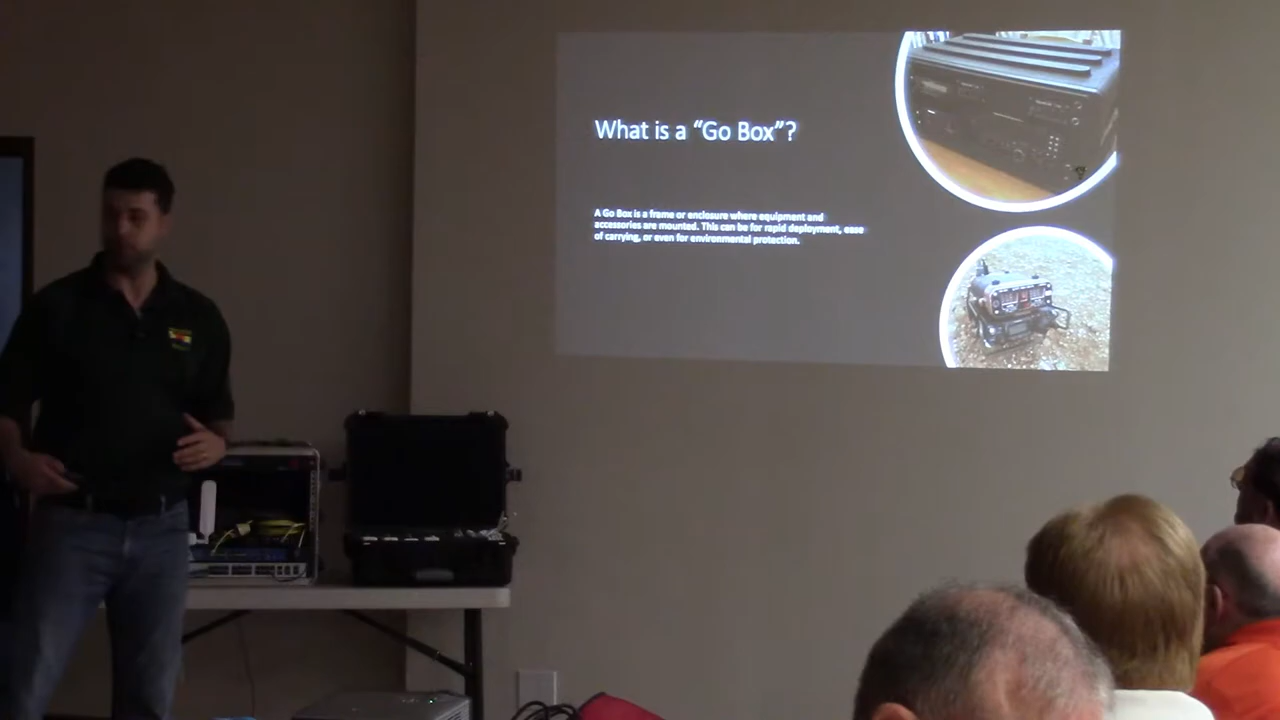 What is a “Go Box”?
A Go Box is a frame or enclosure where equipment and
accessories are mounted. This can be for rapid deployment, ease
of carrying, or even for environmental protection.